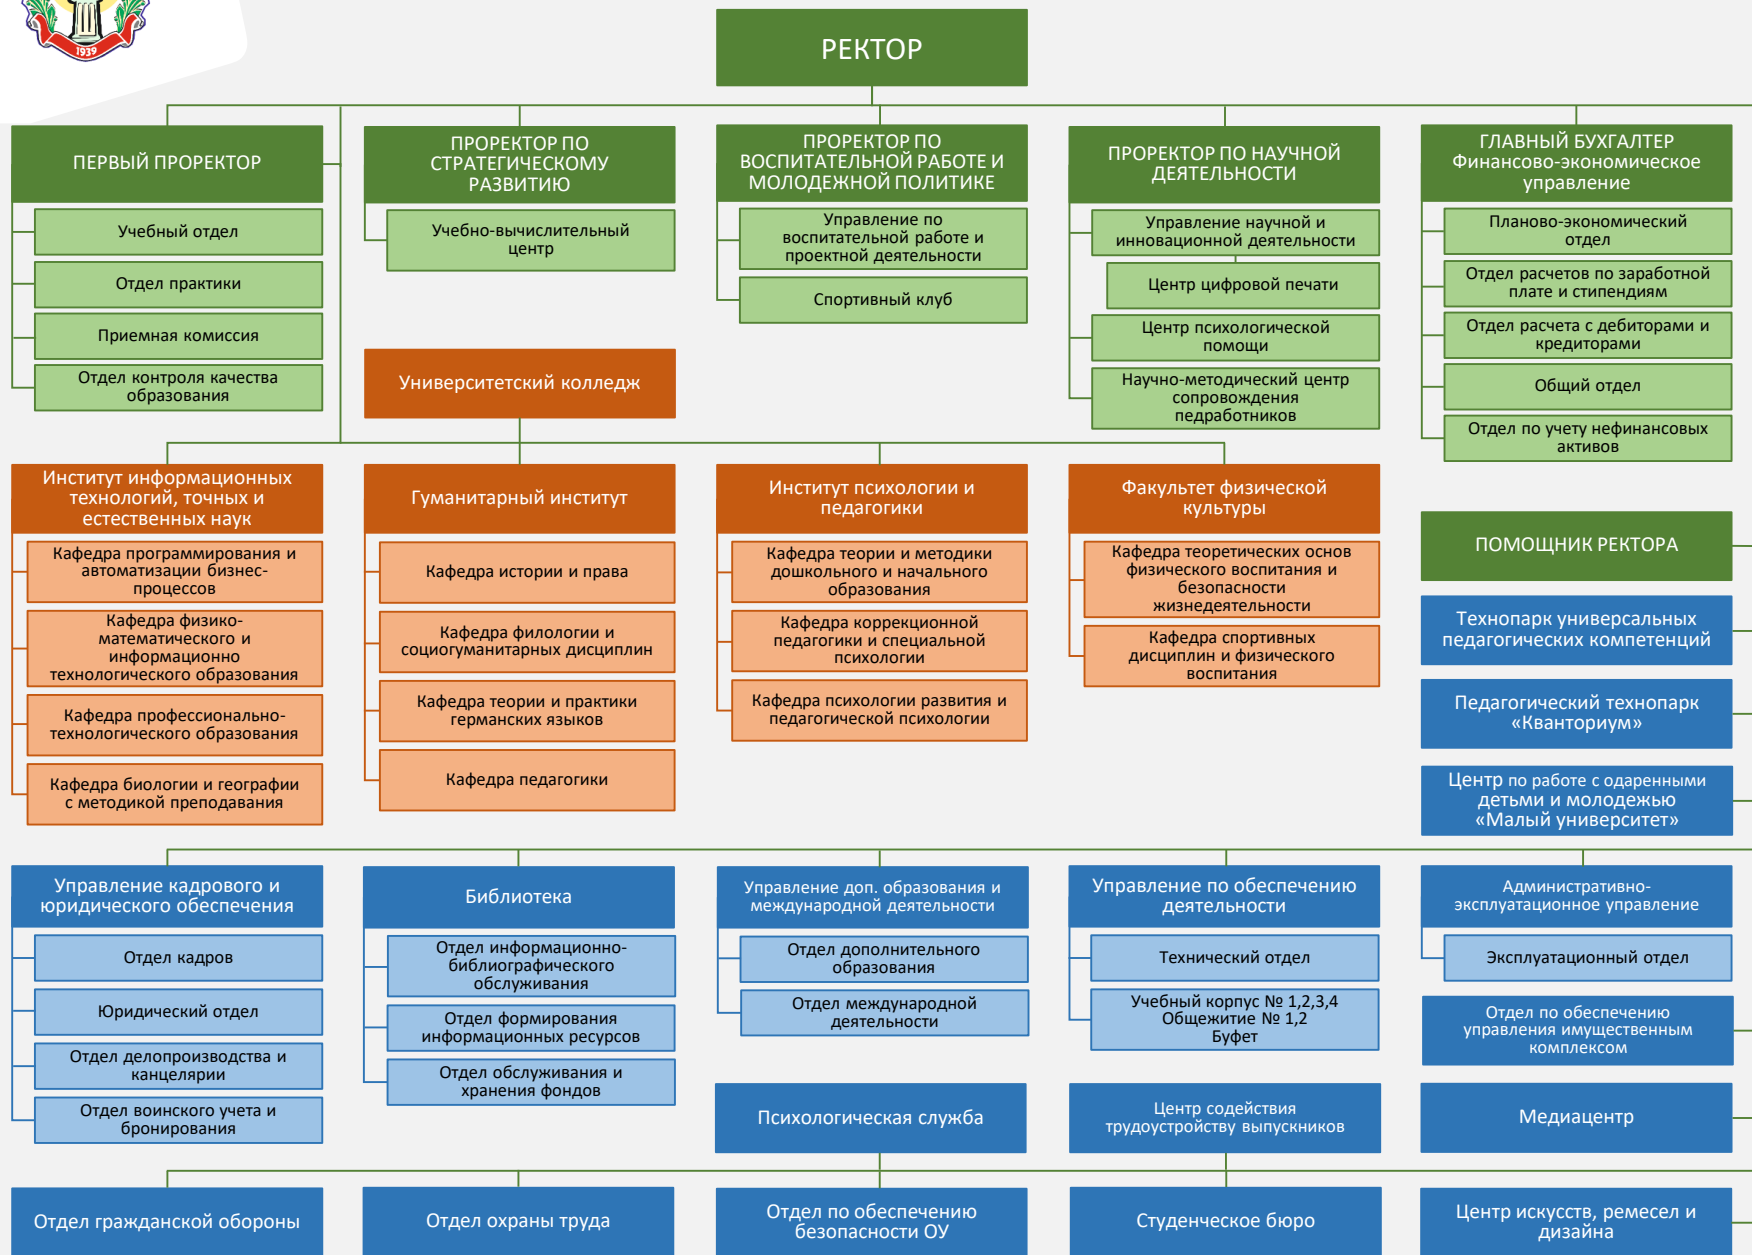 1939
РЕКТОР
ПЕРВЫЙ ПРОРЕКТОР
Учебный отдел
Отдел практики
Приемная комиссия
Отдел контроля качества
образования
ПРОРЕКТОР ПО
СТРАТЕГИЧЕСКОМУ
РАЗВИТИЮ
Учебно-вычислительный
центр
ПРОРЕКТОР ПО
ВОСПИТАТЕЛЬНОЙ РАБОТЕ И
МОЛОДЕЖНОЙ ПОЛИТИКЕ
Управление по
воспитательной работе и
проектной деятельности
Спортивный клуб
ПРОРЕКТОР ПО НАУЧНОЙ
ДЕЯТЕЛЬНОСТИ
Управление научной и
инновационной деятельности
Центр цифровой печати
Центр психологической
помощи
Научно-методический центр
сопровождения
педработников
ГЛАВНЫЙ БУХГАЛТЕР
Финансово-экономическое
управление
Планово-экономический
отдел
Отдел расчетов по заработной
плате и стипендиям
Отдел расчета с дебиторами и
кредиторами
Общий отдел
Отдел по учету нефинансовых
активов
Университетский колледж
Институт информационных
технологий, точных и
естественных наук
Кафедра программирования и
автоматизации бизнес-
процессов
Кафедра физико-
математического и
информационно
технологического образования
Кафедра профессионально-
технологического образования
Кафедра биологии и географии
с методикой преподавания
Гуманитарный институт
Кафедра истории и права
Кафедра филологии и
социогуманитарных дисциплин
Кафедра теории и практики
германских языков
Кафедра педагогики
Институт психологии и
педагогики
Кафедра теории и методики
дошкольного и начального
образования
Кафедра коррекционной
педагогики и специальной
психологии
Кафедра психологии развития и
педагогической психологии
Факультет физической
культуры
Кафедра теоретических основ
физического воспитания и
безопасности
жизнедеятельности
Кафедра спортивных
дисциплин и физического
воспитания
ПОМОЩНИК РЕКТОРА
Технопарк универсальных
педагогических компетенций
Педагогический технопарк
«Кванториум»
Центр по работе с одаренными
детьми и молодежью
«Малый университет»
Управление кадрового и
юридического обеспечения
Отдел кадров
Юридический отдел
Отдел делопроизводства и
канцелярии
Отдел воинского учета и
бронирования
Библиотека
Отдел информационно-
библиографического
обслуживания
Отдел формирования
информационных ресурсов
Отдел обслуживания и
хранения фондов
Управление доп. образования и
международной деятельности
Отдел дополнительного
образования
Отдел международной
деятельности
Управление по обеспечению
деятельности
Технический отдел
Учебный корпус № 1,2,3,4
Общежитие № 1,2
Буфет
Административно-
эксплуатационное управление
Эксплуатационный отдел
Отдел по обеспечению
управления имущественным
комплексом
Психологическая служба
Центр содействия
трудоустройству выпускников
Медиацентр
Отдел гражданской обороны
Отдел охраны труда
Отдел по обеспечению
безопасности ОУ
Студенческое бюро
Центр искусств, ремесел и
дизайна